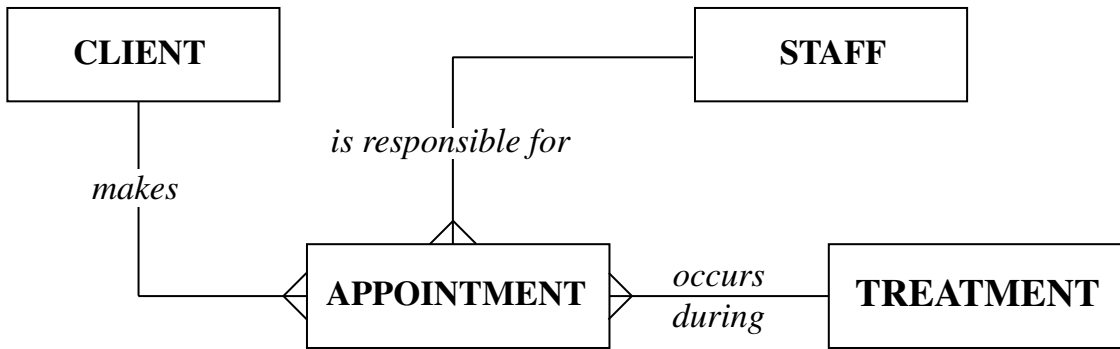 CLIENT
STAFF
is responsible for
makes
APPOINTMENT
occurs
during
TREATMENT